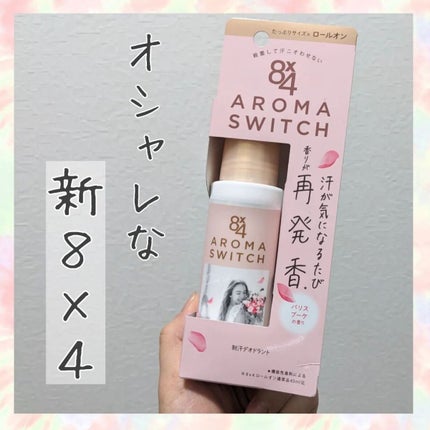 オシャレな
新8×4
たっぷりサイズ※ ロールオン
殺菌して汗ニオわせない
8x4
AROMA
SWITCH
汗が気になるたび
香りが
再発香.
パリス
ブーケ
の香り
8x4
AROMA
SWITCH
制汗デオドラント